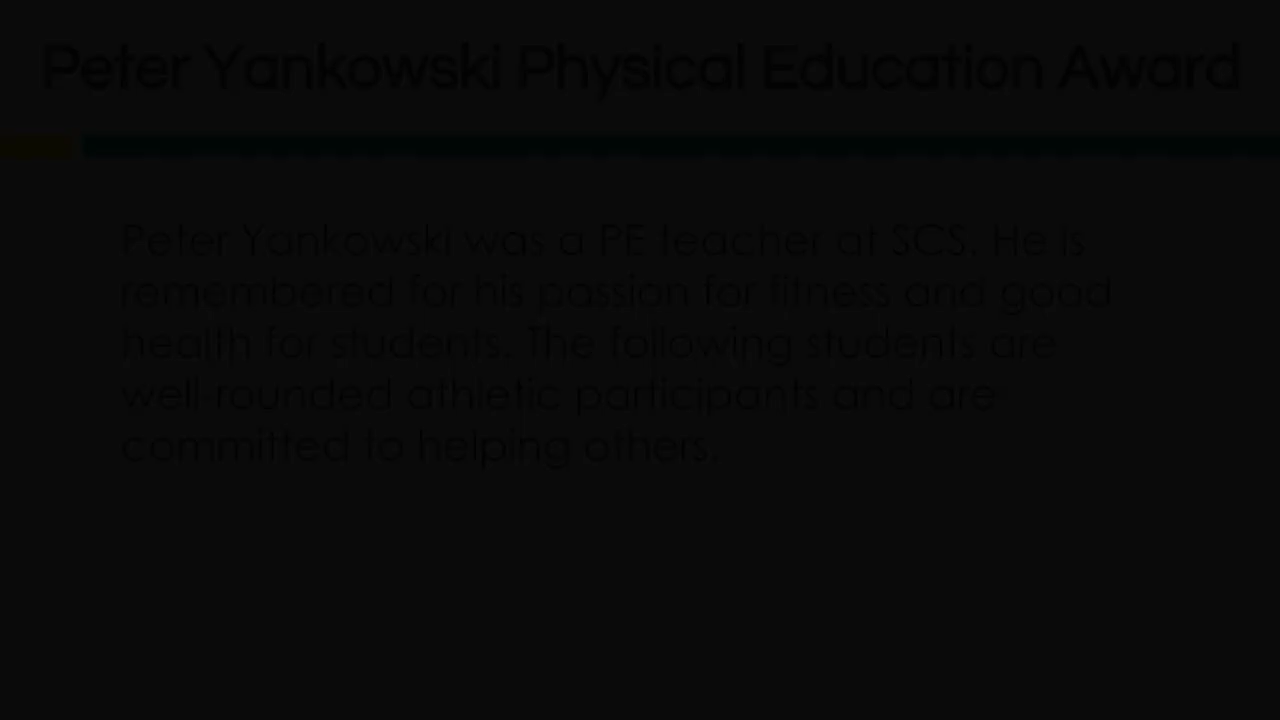 Peter Yankowski Physical Education Award
Peter Yankowski was a PE teacher at SCS. He is
remembered for his passion for fitness and good
health for students. The following students are
well-rounded athletic participants and are
committed to helping others.